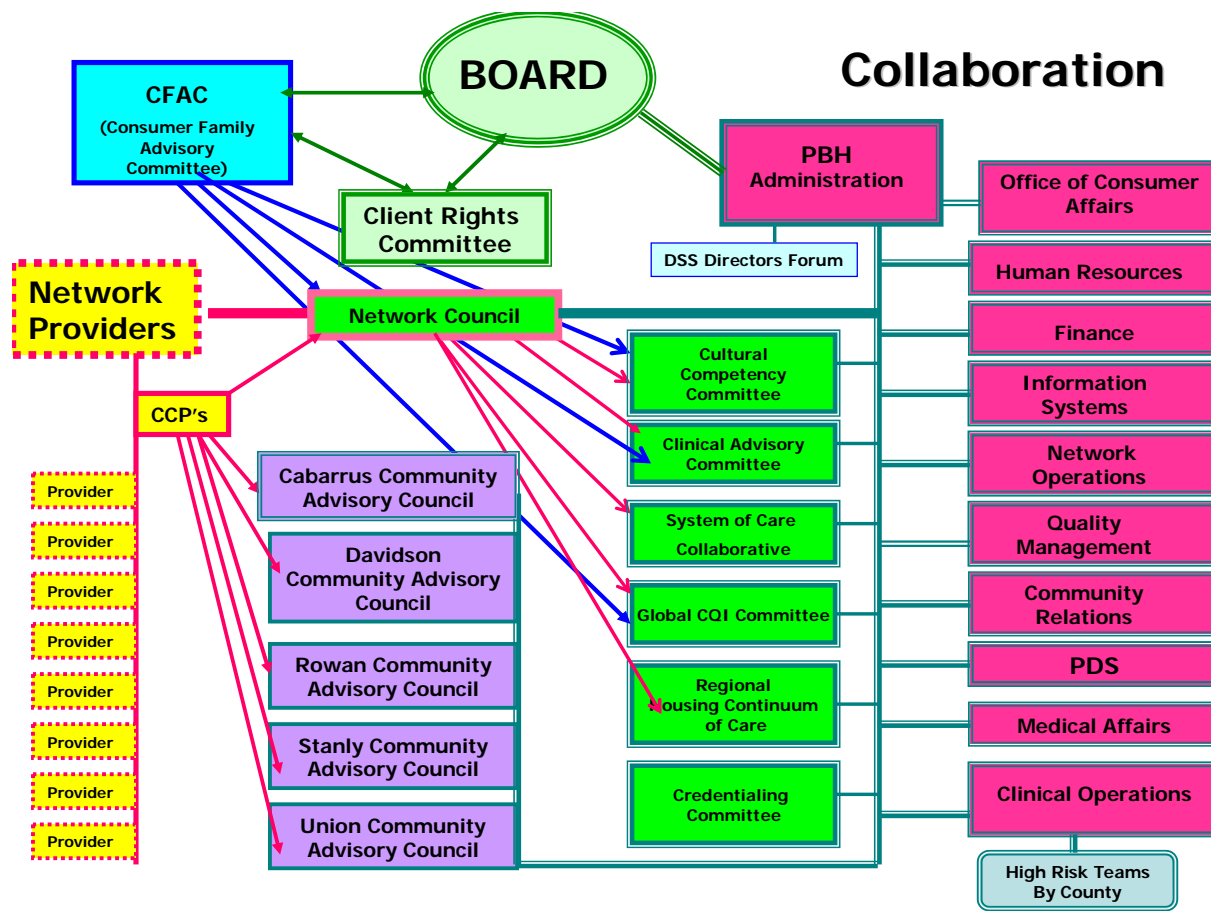 Collaboration
BOARD
CFAC
(Consumer Family
Advisory
Committee)
Client Rights
Committee
PBH
Administration
DSS Directors Forum
Office of Consumer
Affairs
Human Resources
Finance
Information
Systems
Network
Operations
Quality
Management
Community
Relations
PDS
Medical Affairs
Clinical Operations
High Risk Teams
By County
Network
Providers
Network Council
CCP's
Provider
Provider
Provider
Provider
Provider
Provider
Provider
Provider
Cabarrus Community
Advisory Council
Davidson
Community Advisory
Council
Rowan Community
Advisory Council
Stanly Community
Advisory Council
Union Community
Advisory Council
Cultural
Competency
Committee
Clinical Advisory
Committee
System of Care
Collaborative
Global CQI Committee
Regional
Housing Continuum
of Care
Credentialing
Committee